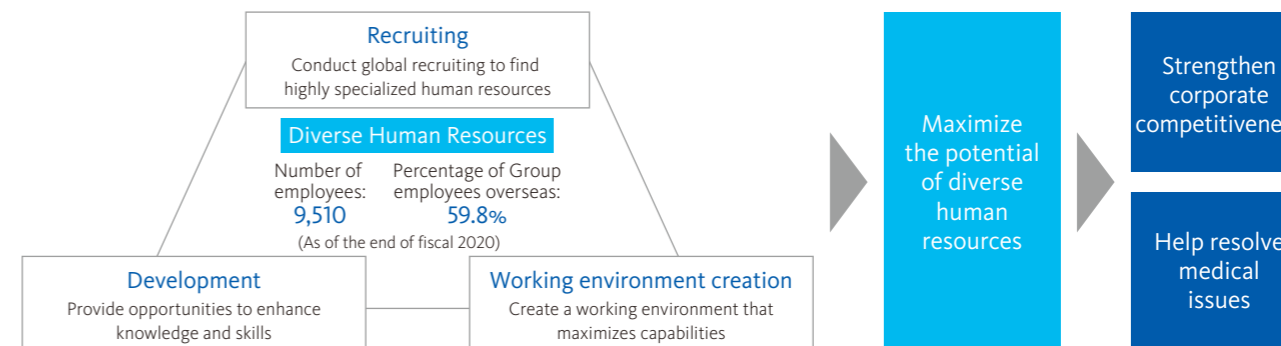 Recruiting
Conduct global recruiting to find
highly specialized human resources
Diverse Human Resources
Number of
employees:
9,510
Percentage of Group
employees overseas:
59.8%
(As of the end of fiscal 2020)
Development
Provide opportunities to enhance
knowledge and skills
Working environment creation
Create a working environment that
maximizes capabilities
Maximize
the potential
of diverse
human
resources
Strengthen
corporate
Help resolve
medical
issues